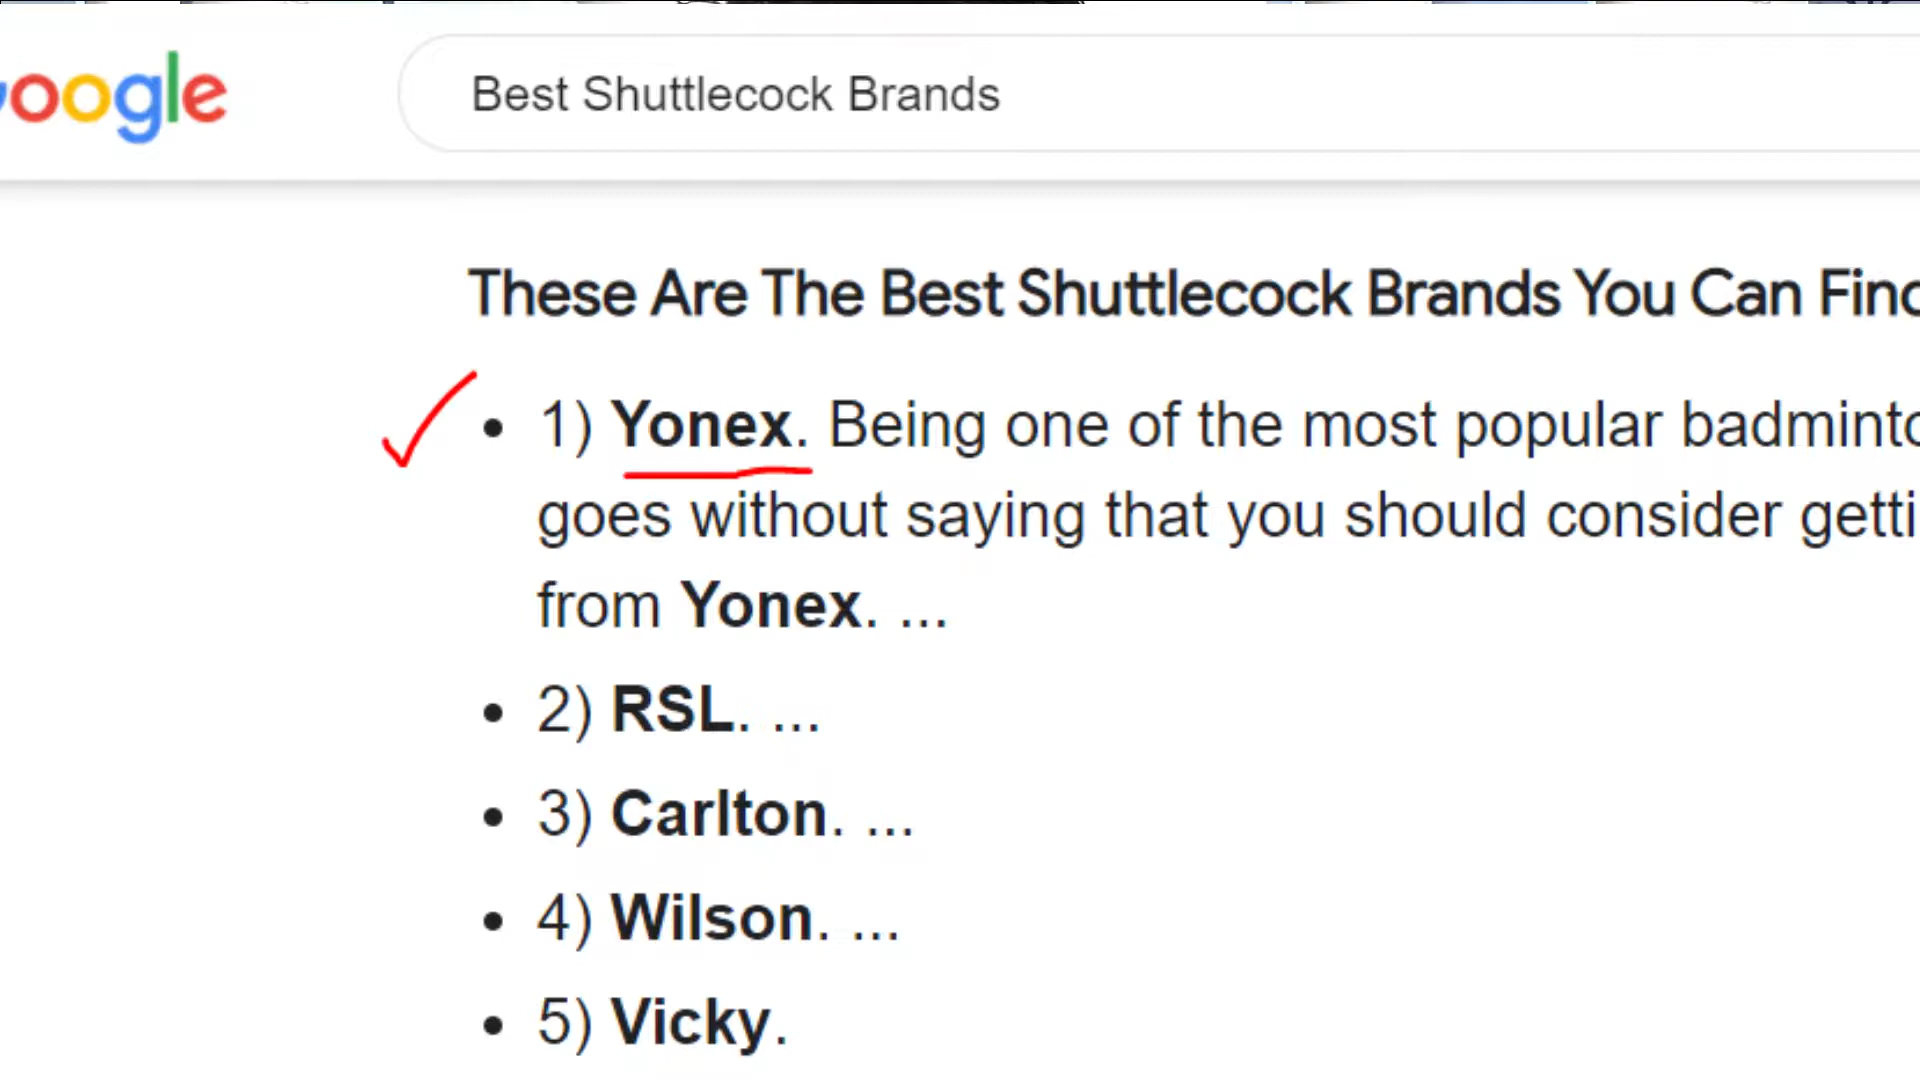 oogle
Best Shuttlecock Brands
These Are The Best Shuttlecock Brands You Can Find
1) Yonex. Being one of the most popular badminto
goes without saying that you should consider getti
from Yonex. ...
2) RSL. ...
3) Carlton. ...
4) Wilson. ...
5) Vicky.